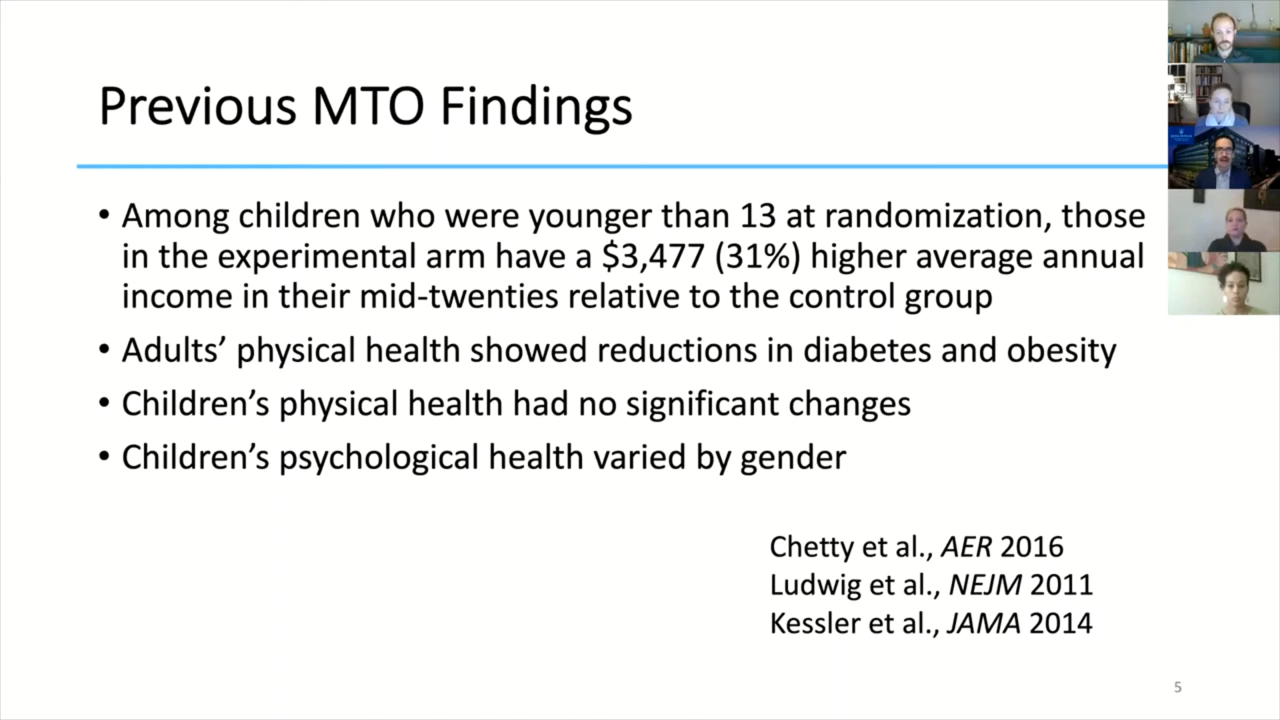 Previous MTO Findings
• Among children who were younger than 13 at randomization, those
in the experimental arm have a $3,477 (31%) higher average annual
income in their mid-twenties relative to the control group
• Adults’ physical health showed reductions in diabetes and obesity
• Children’s physical health had no significant changes
• Children’s psychological health varied by gender
Chetty et al., AER 2016
Ludwig et al., NEJM 2011
Kessler et al., JAMA 2014
5